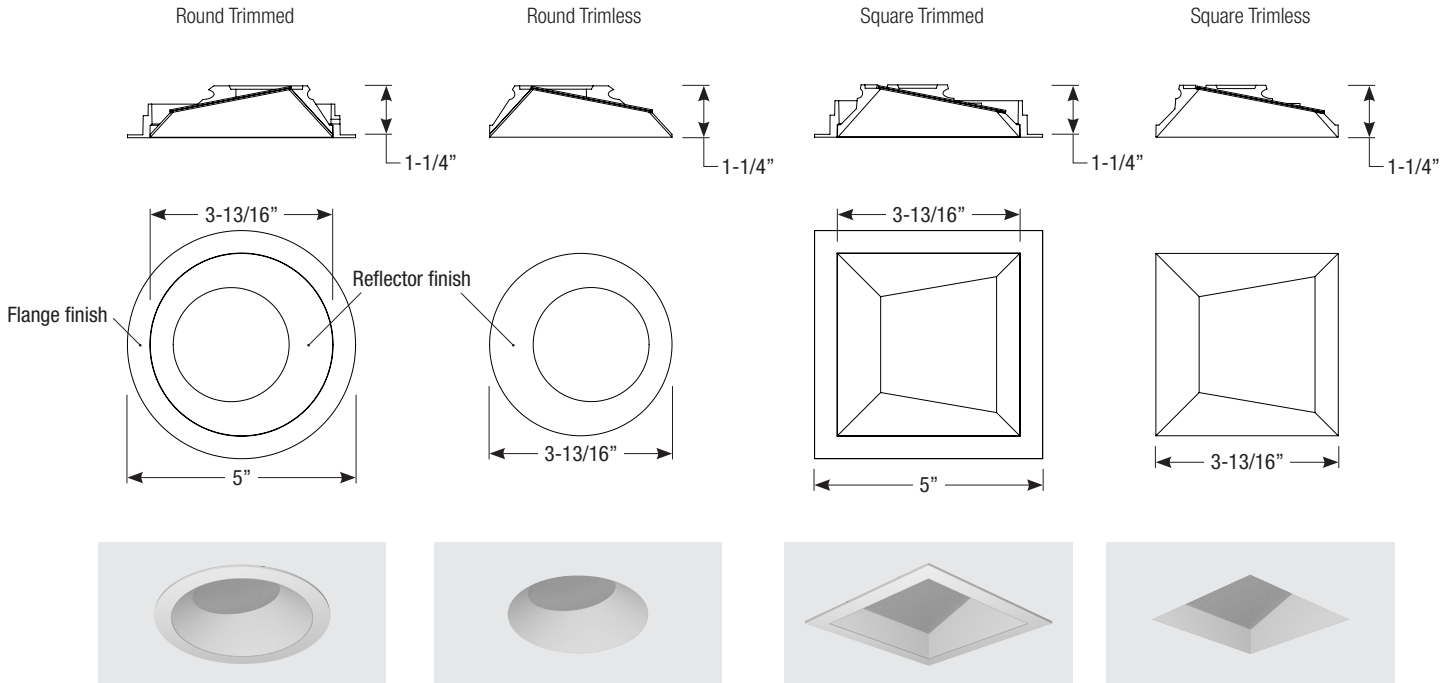 Round Trimmed
Round Trimless
Square Trimmed
Square Trimless
1-1/4”
1-1/4”
1-1/4”
1-1/4”
3-13/16”
3-13/16”
Reflector finish
Flange finish
3-13/16”
3-13/16”
5”
5”